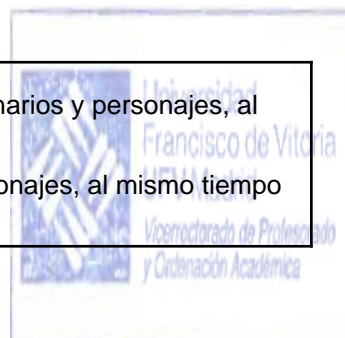 narios y personajes, al
onajes, al mismo tiempo
Universidad
Francisco de Vitoria
UFV Madrid
Vicerrectorado de Profesorado
y Ordenación Académica